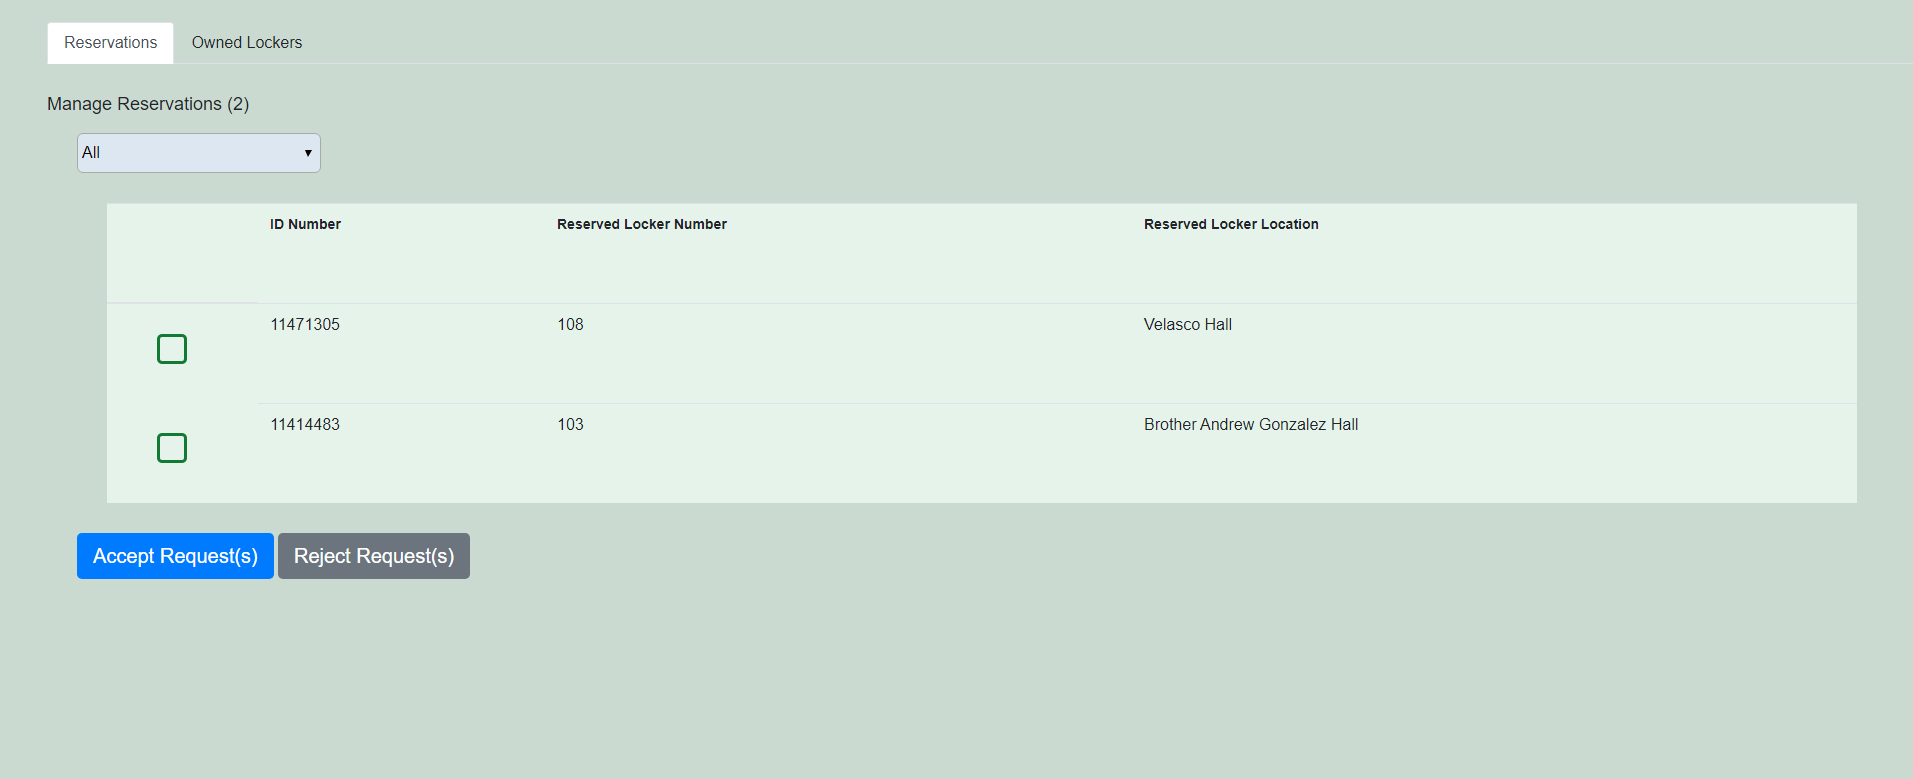 Reservations Owned Lockers
Manage Reservations (2)
All
ID Number Reserved Locker Number Reserved Locker Location
11471305 108 Velasco Hall
11414483 103 Brother Andrew Gonzalez Hall
Accept Request(s) Reject Request(s)